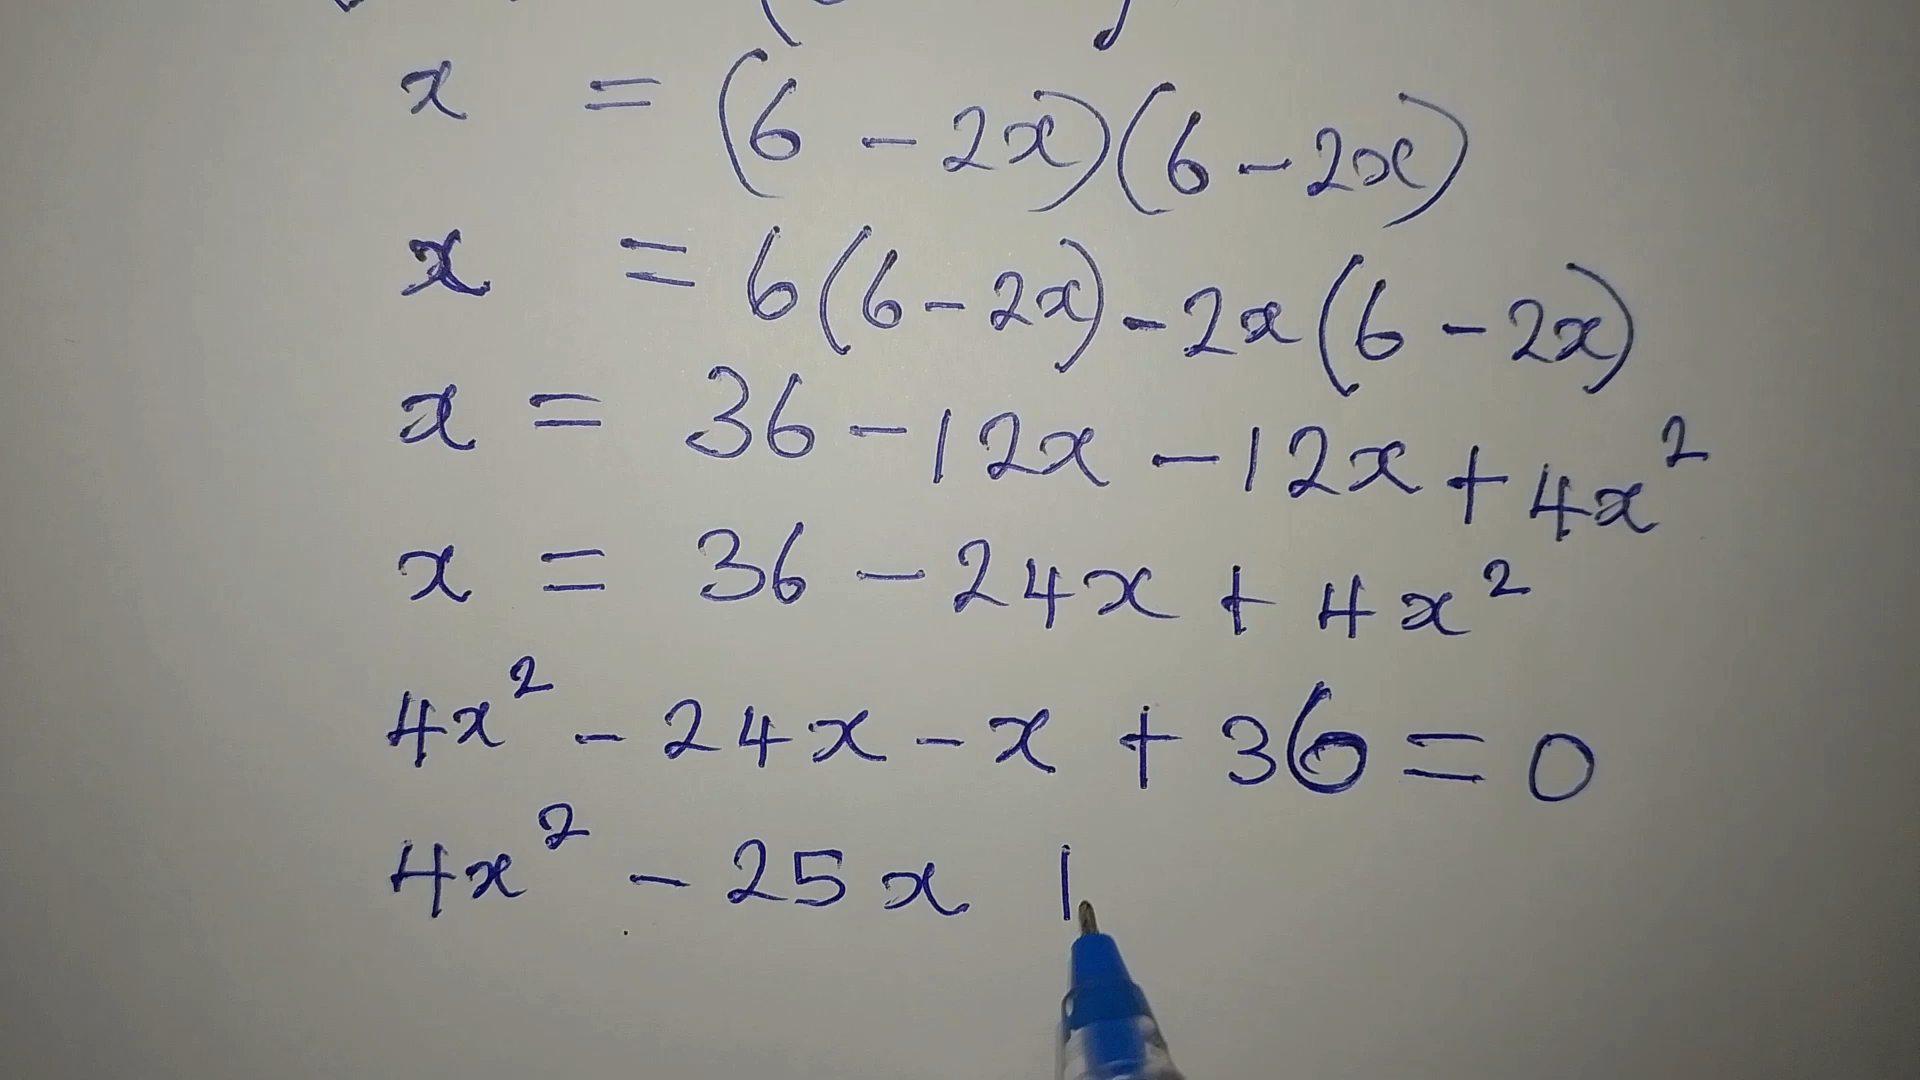 x = (6 - 2x)(6 - 2x)
x = 6(6 - 2x) - 2x(6 - 2x)
x = 36 - 12x - 12x + 4x²
x = 36 - 24x + 4x²
4x² - 24x - x + 36 = 0
4x² - 25x